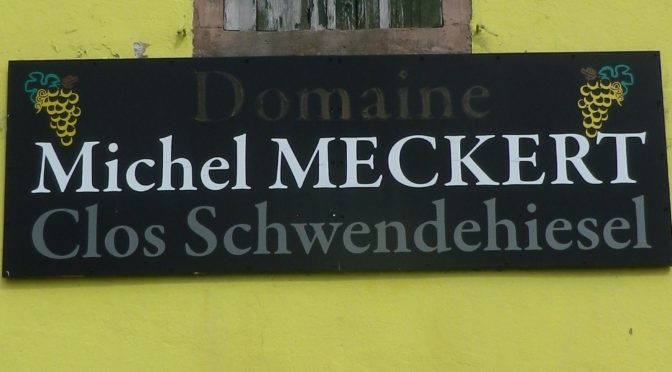 Domaine
Michel MECKERT
Clos Schwendehiesel